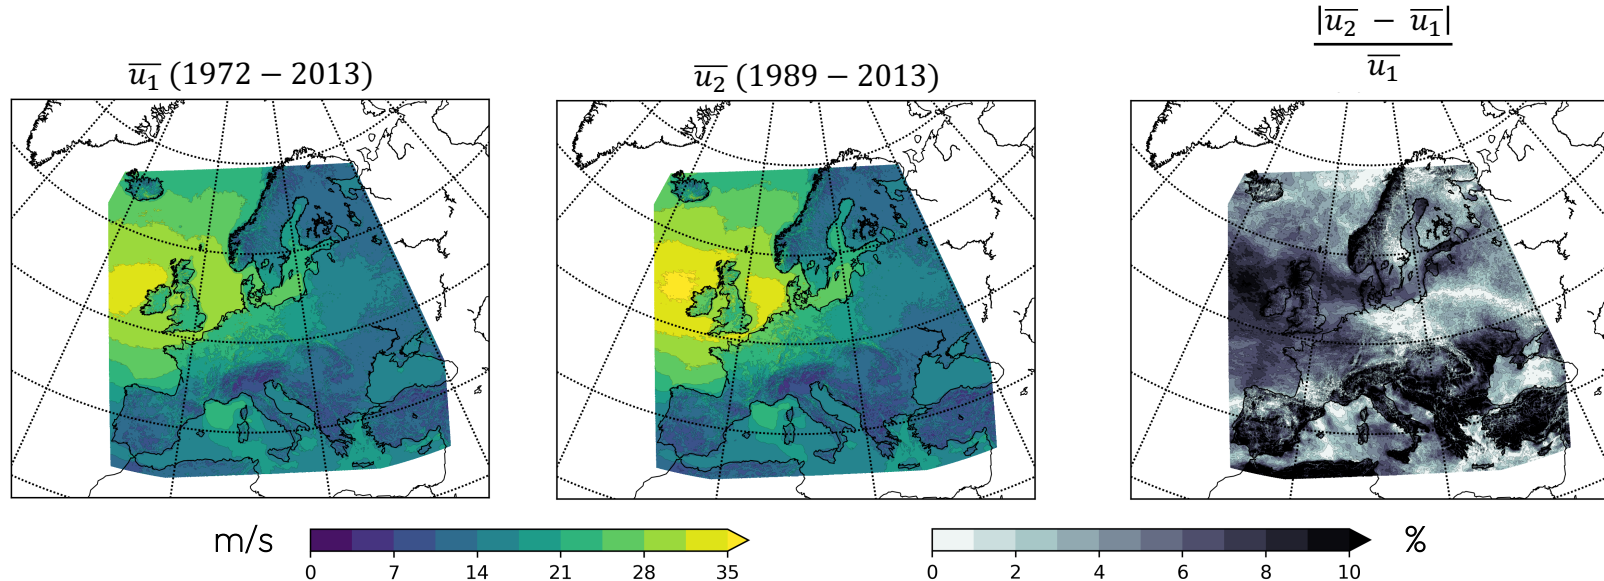 |u̅₂ − u̅₁|
u̅₁
u̅₁ (1972 − 2013)
u̅₂ (1989 − 2013)
m/s
0 7 14 21 28 35
0 2 4 6 8 10
%